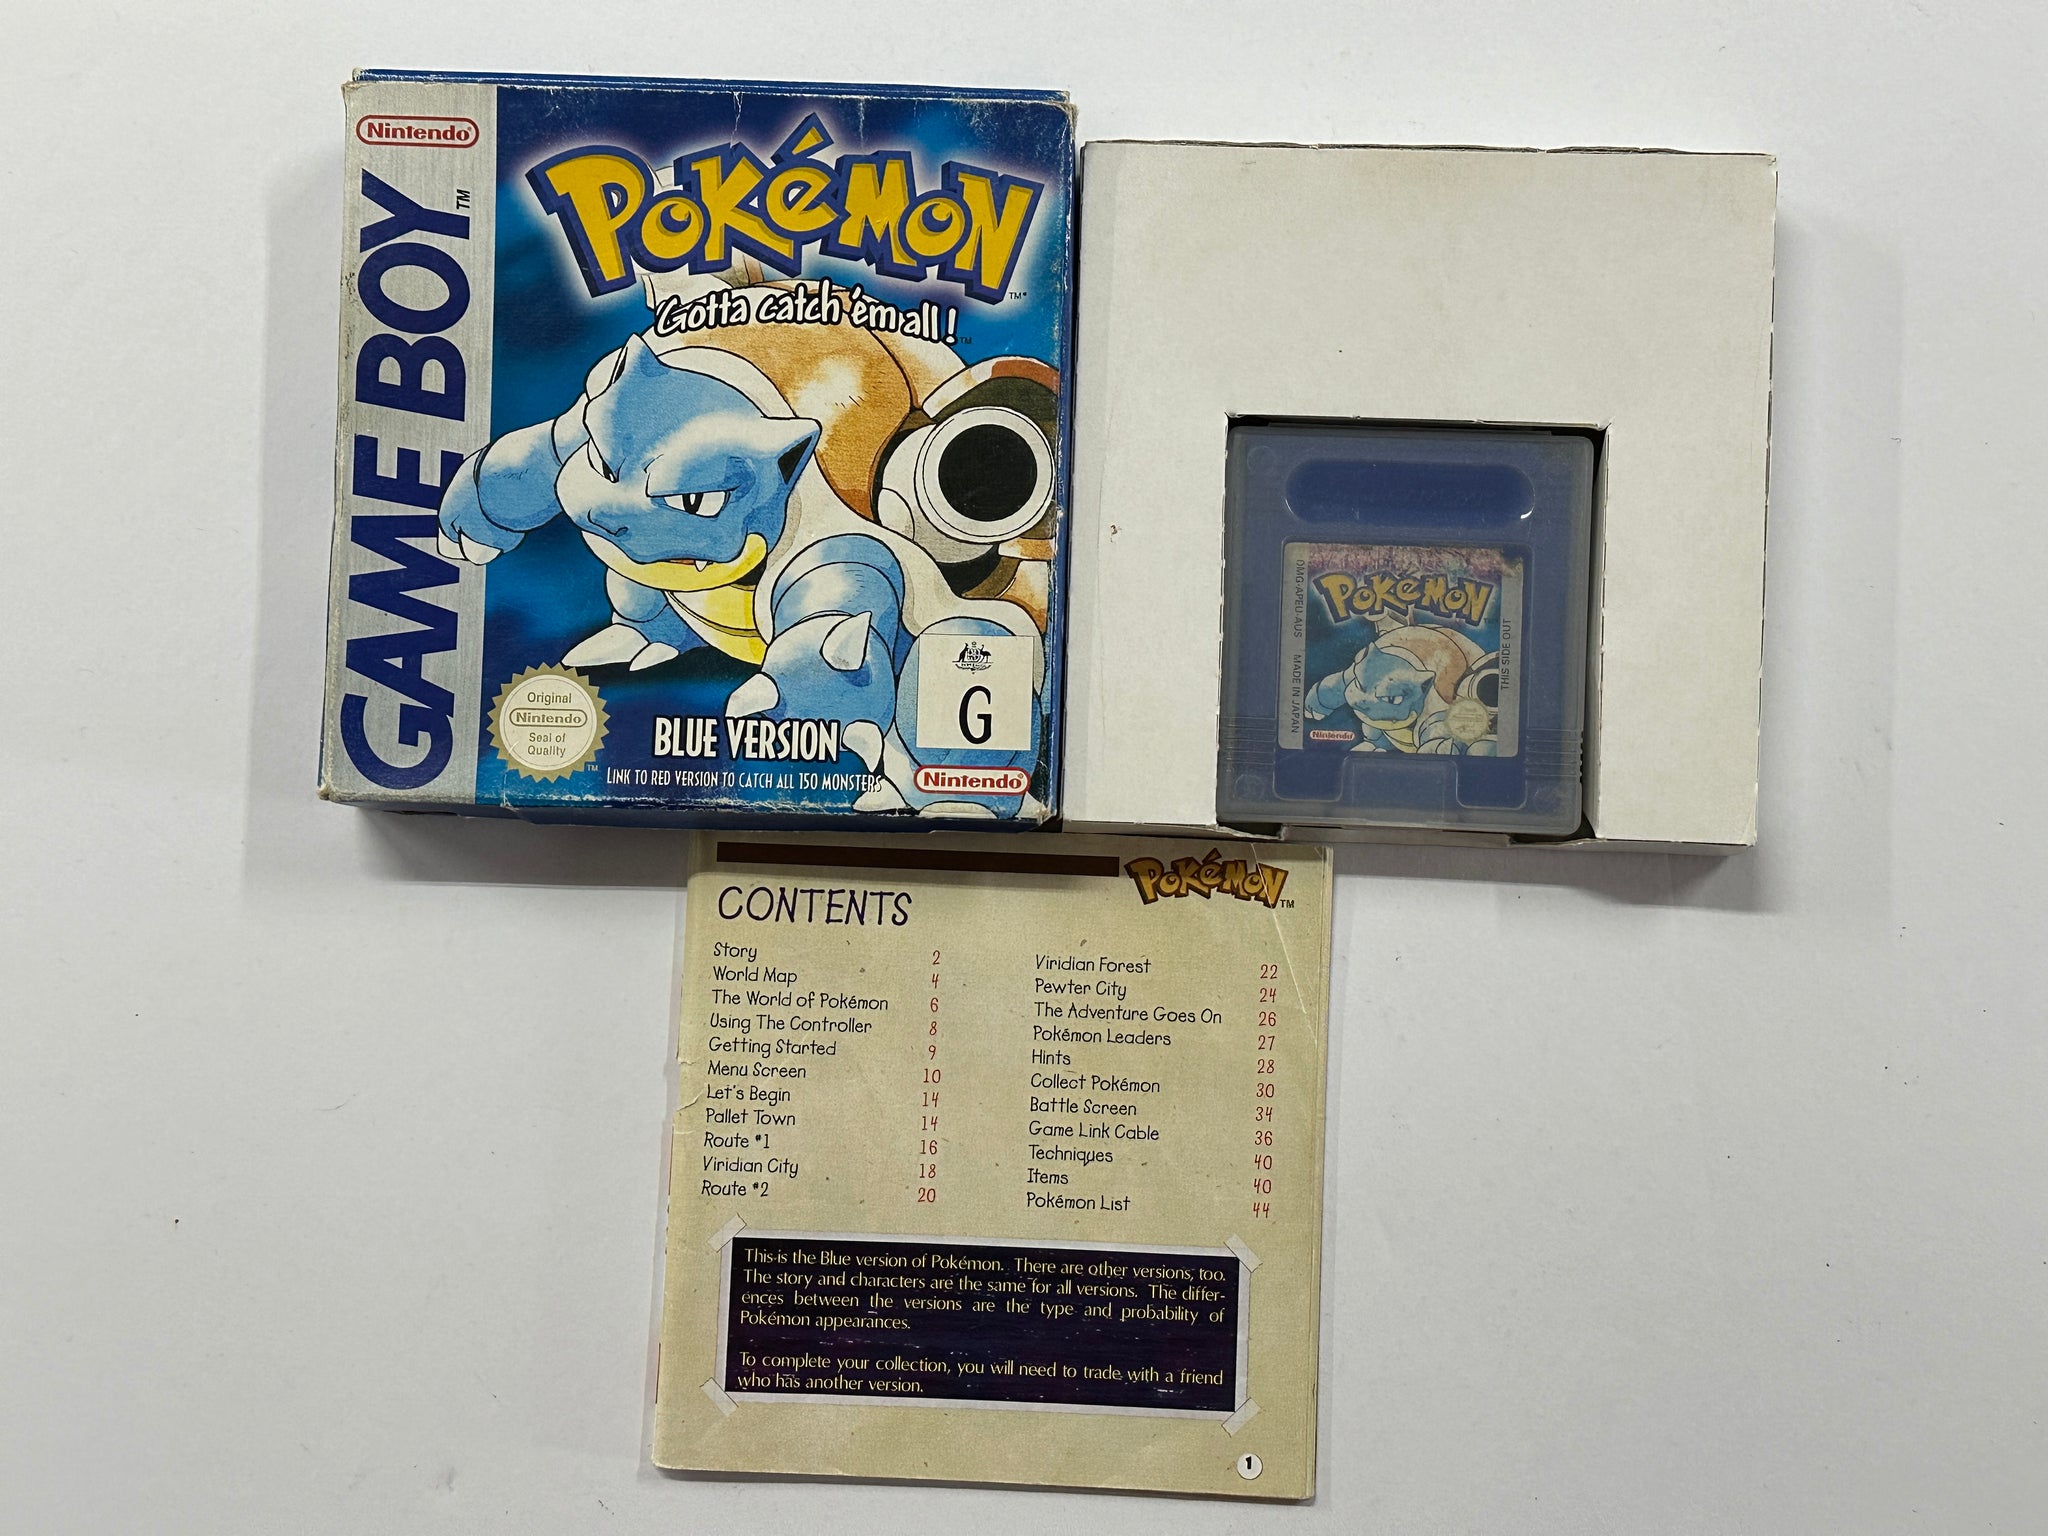 Nintendo®
GAME BOY™
POKéMON™
Gotta catch 'em all!™
Original
Nintendo
Seal of
Quality
™
BLUE VERSION
LINK TO RED VERSION TO CATCH ALL 150 MONSTERS
G
Nintendo®
POKéMON
DMG-APEU-AUS MADE IN JAPAN
THIS SIDE OUT
Nintendo
POKéMON™
CONTENTS
Story 2
World Map 4
The World of Pokémon 6
Using The Controller 8
Getting Started 9
Menu Screen 10
Let's Begin 14
Pallet Town 14
Route #1 16
Viridian City 18
Route #2 20
Viridian Forest 22
Pewter City 24
The Adventure Goes On 26
Pokémon Leaders 27
Hints 28
Collect Pokémon 30
Battle Screen 34
Game Link Cable 36
Techniques 40
Items 40
Pokémon List 44
This is the Blue version of Pokémon. There are other versions, too.
The story and characters are the same for all versions. The differ-
ences between the versions are the type and probability of
Pokémon appearances.
To complete your collection, you will need to trade with a friend
who has another version.
1